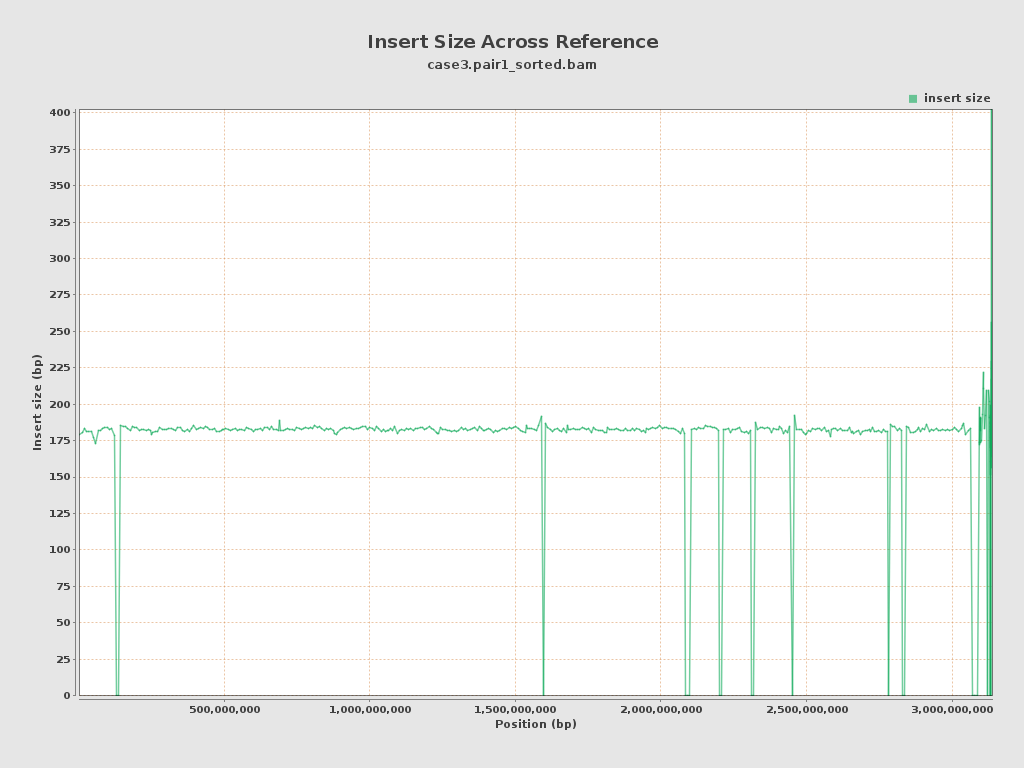 Insert Size Across Reference
case3.pair1_sorted.bam
insert size
400
375
350
325
300
275
250
225
200
175
150
125
100
75
50
25
0
Insert size (bp)
500,000,000 1,000,000,000 1,500,000,000 2,000,000,000 2,500,000,000 3,000,000,000
Position (bp)